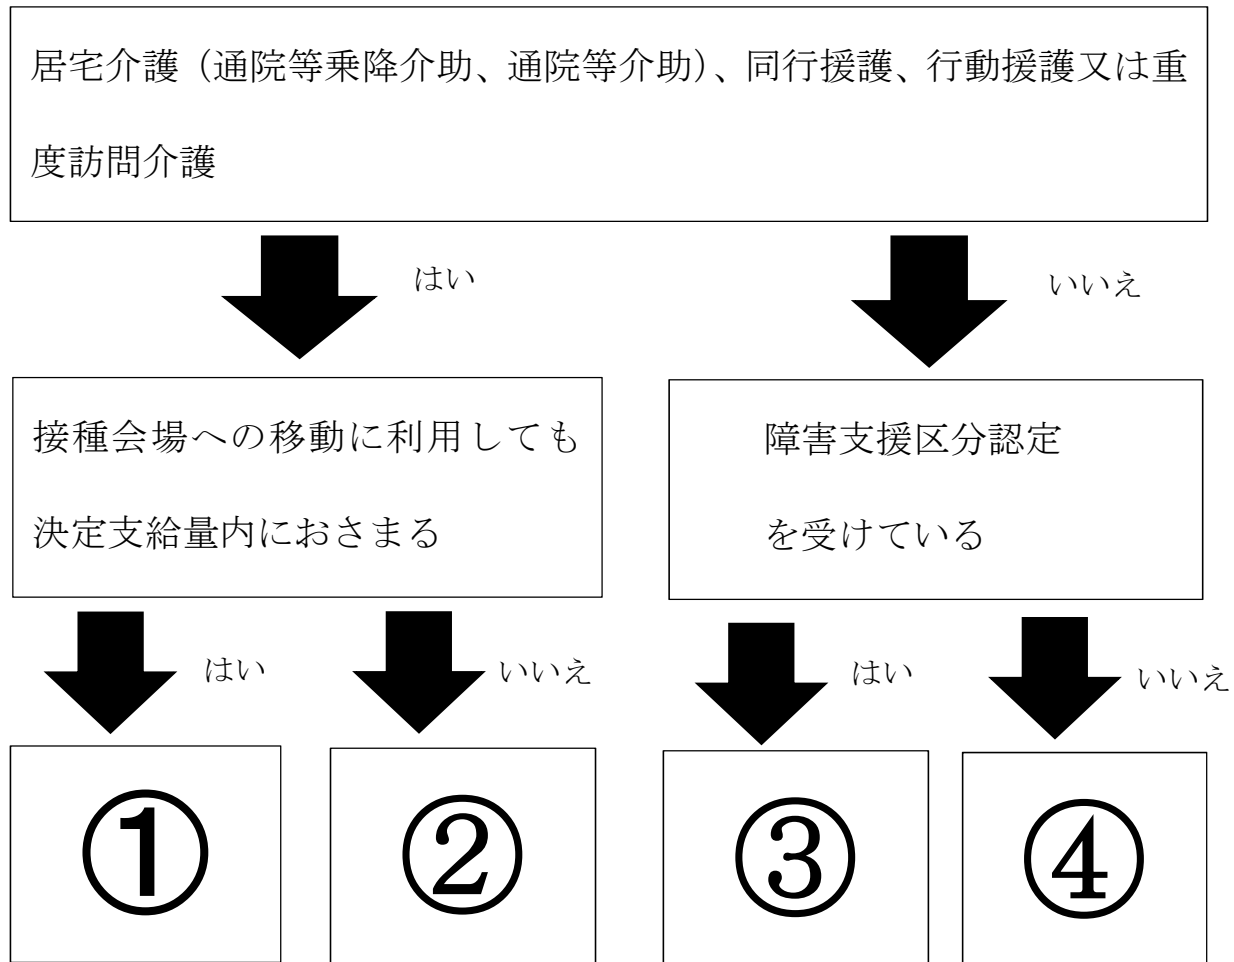 居宅介護（通院等乗降介助、通院等介助）、同行援護、行動援護又は重
度訪問介護
はい
いいえ
接種会場への移動に利用しても
決定支給量内におさまる
障害支援区分認定
を受けている
はい
いいえ
はい
いいえ
①
②
③
④